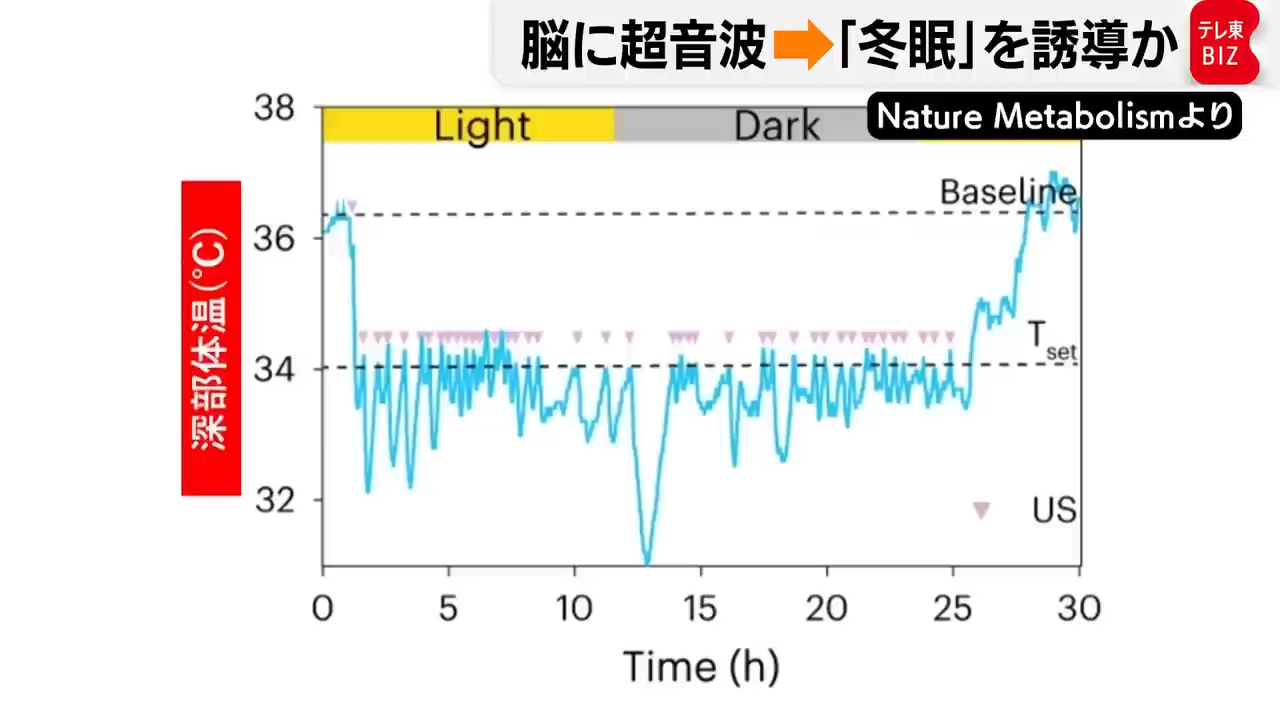 脳に超音波➡「冬眠」を誘導か
テレ東
BIZ
Nature Metabolismより
Light
Dark
深部体温(℃)
38
36
34
32
Baseline
Tset
US
0 5 10 15 20 25 30
Time (h)